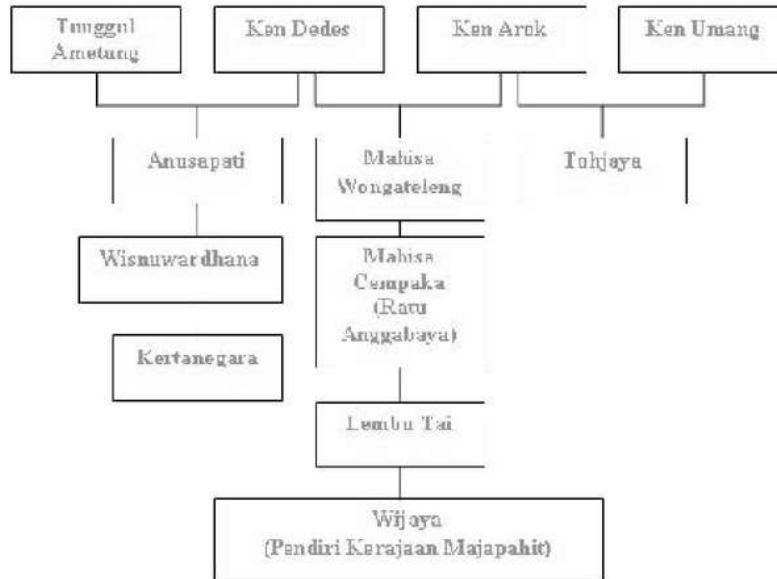 Tunggul
Ametung
Ken Dedes
Ken Arok
Ken Umang
Anusapati
Mahisa
Wongateleng
Tohjaya
Wisnuwardhana
Mahisa
Cempaka
(Ratu
Anggabaya)
Kertanegara
Lembu Tai
Wijaya
(Pendiri Kerajaan Majapahit)